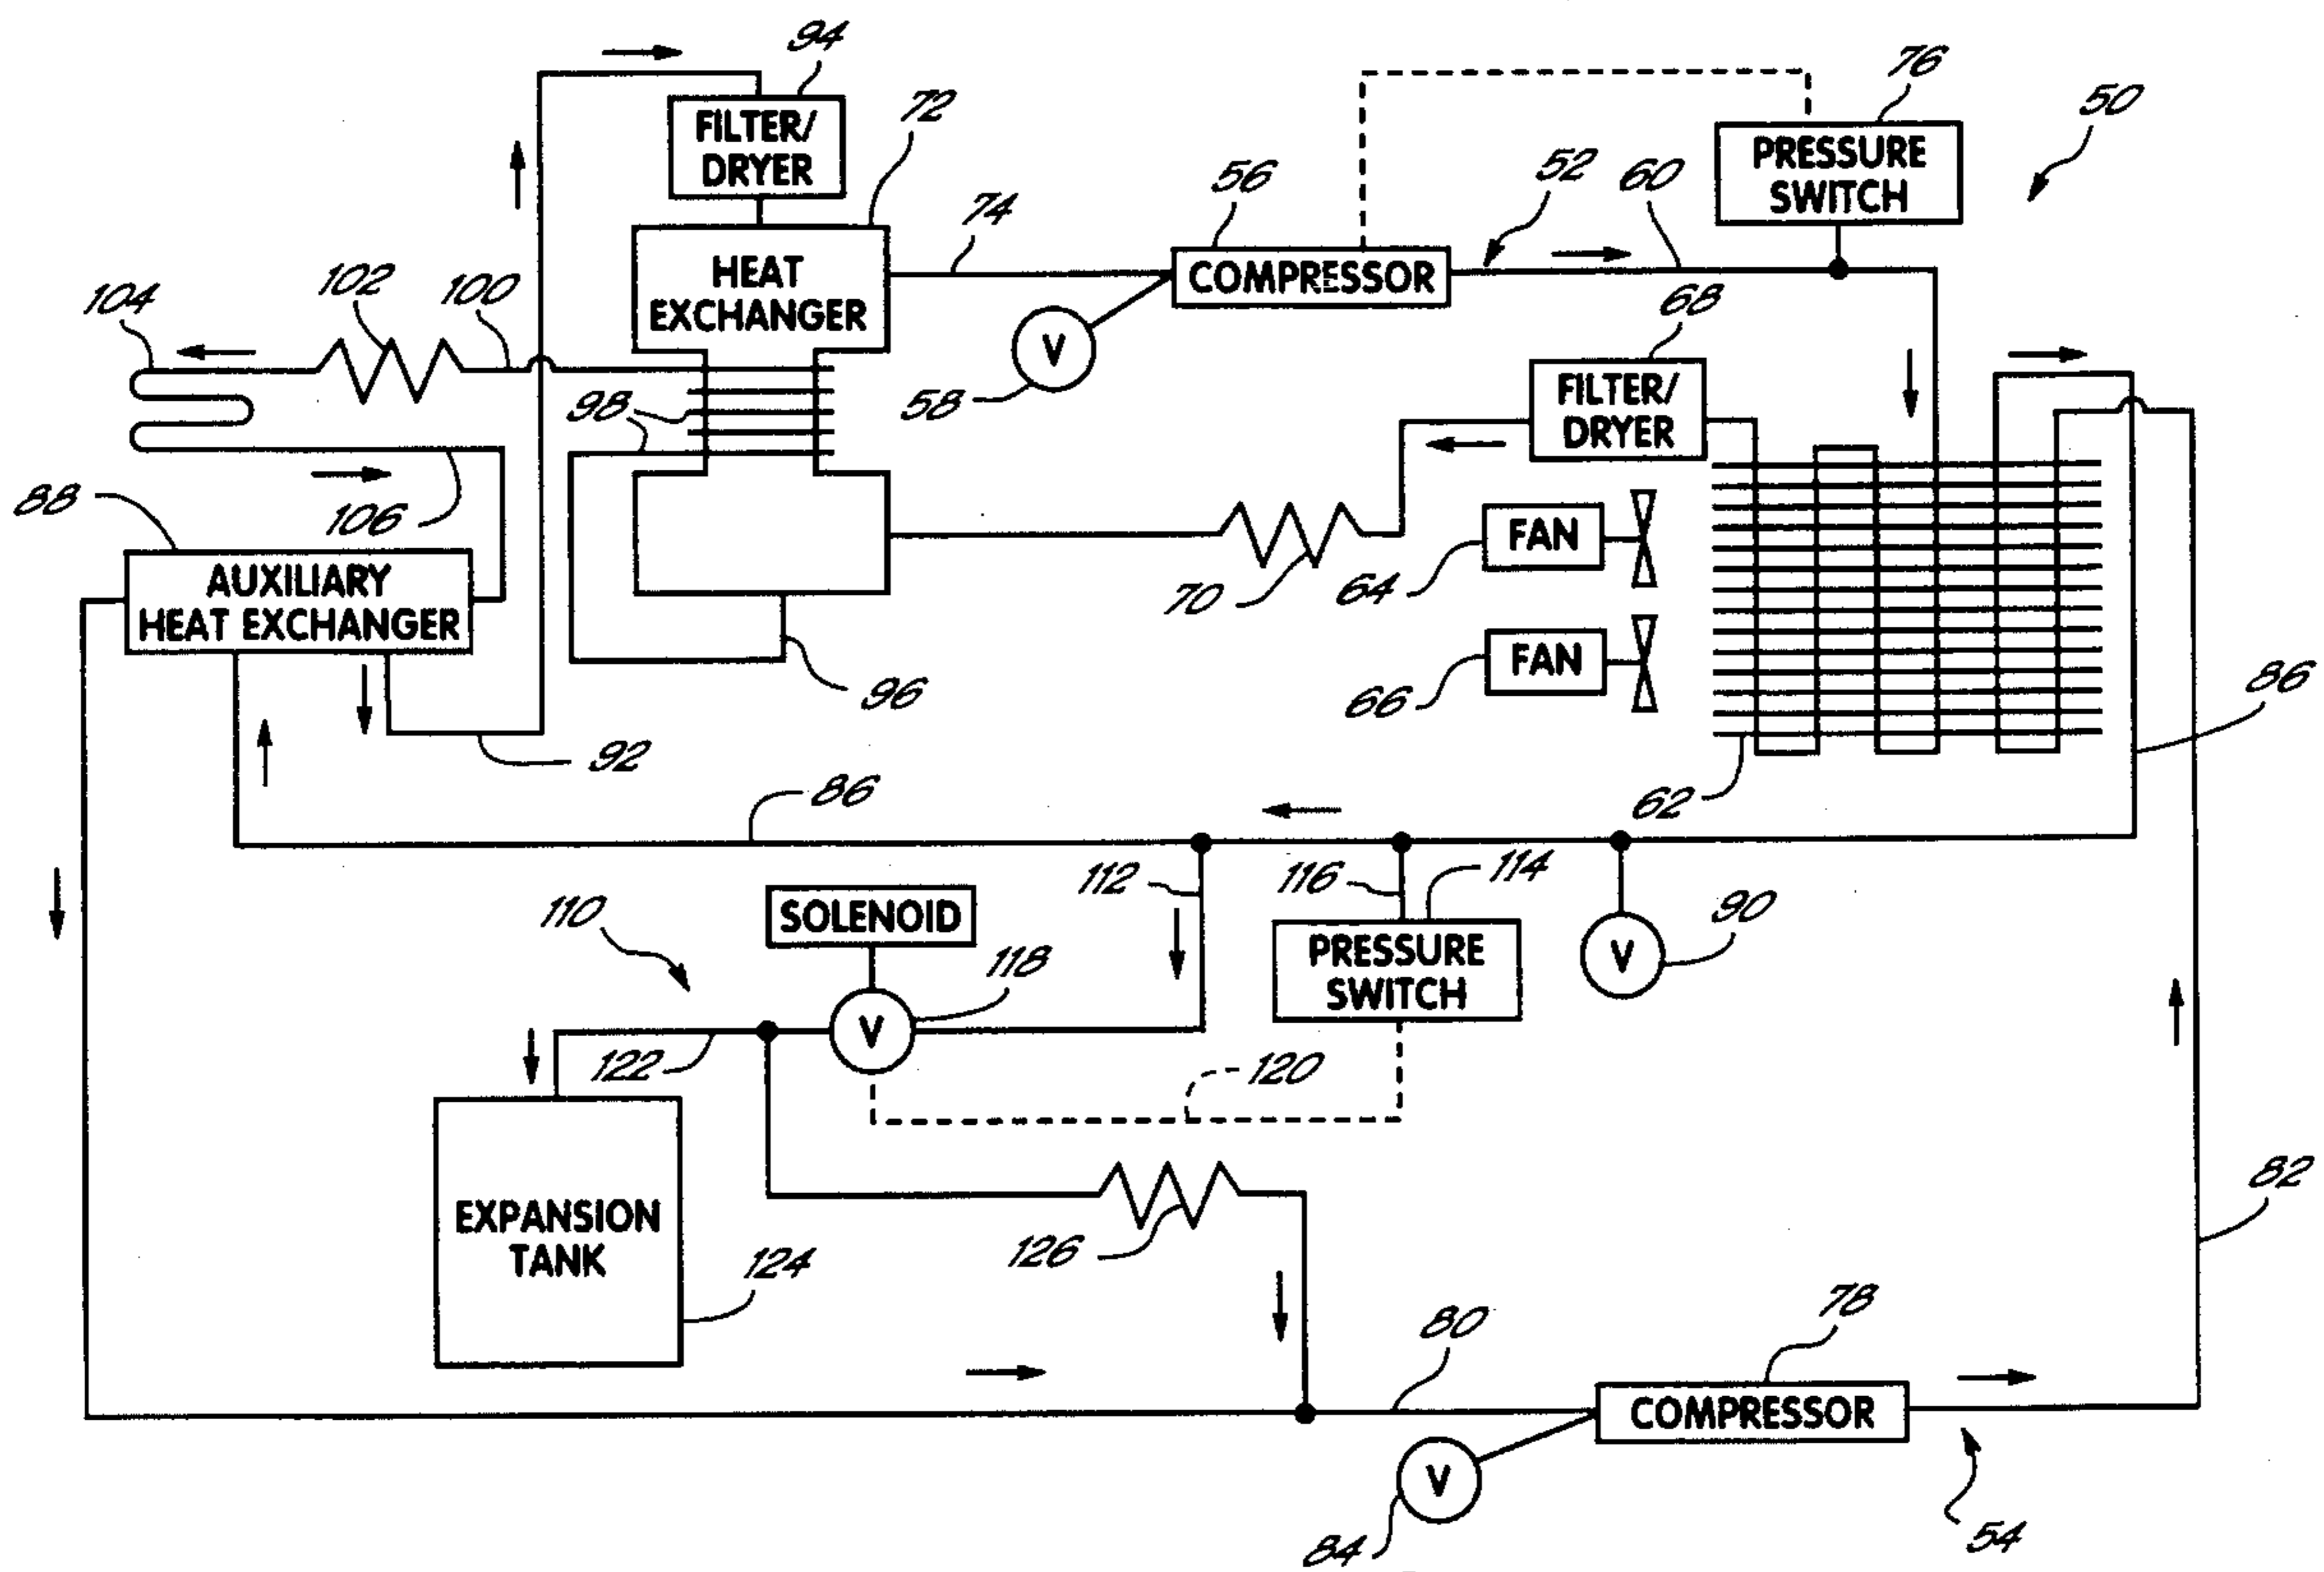 94
76
50
FILTER/
DRYER
72
PRESSURE
SWITCH
56
52
60
74
HEAT
EXCHANGER
COMPRESSOR
104
102
100
68
V
58
98
FILTER/
DRYER
88
106
FAN
64
70
AUXILIARY
HEAT EXCHANGER
FAN
66
96
86
92
86
62
112
116
114
110
SOLENOID
90
118
PRESSURE
SWITCH
V
V
122
120
82
EXPANSION
TANK
126
124
80
78
COMPRESSOR
V
84
54